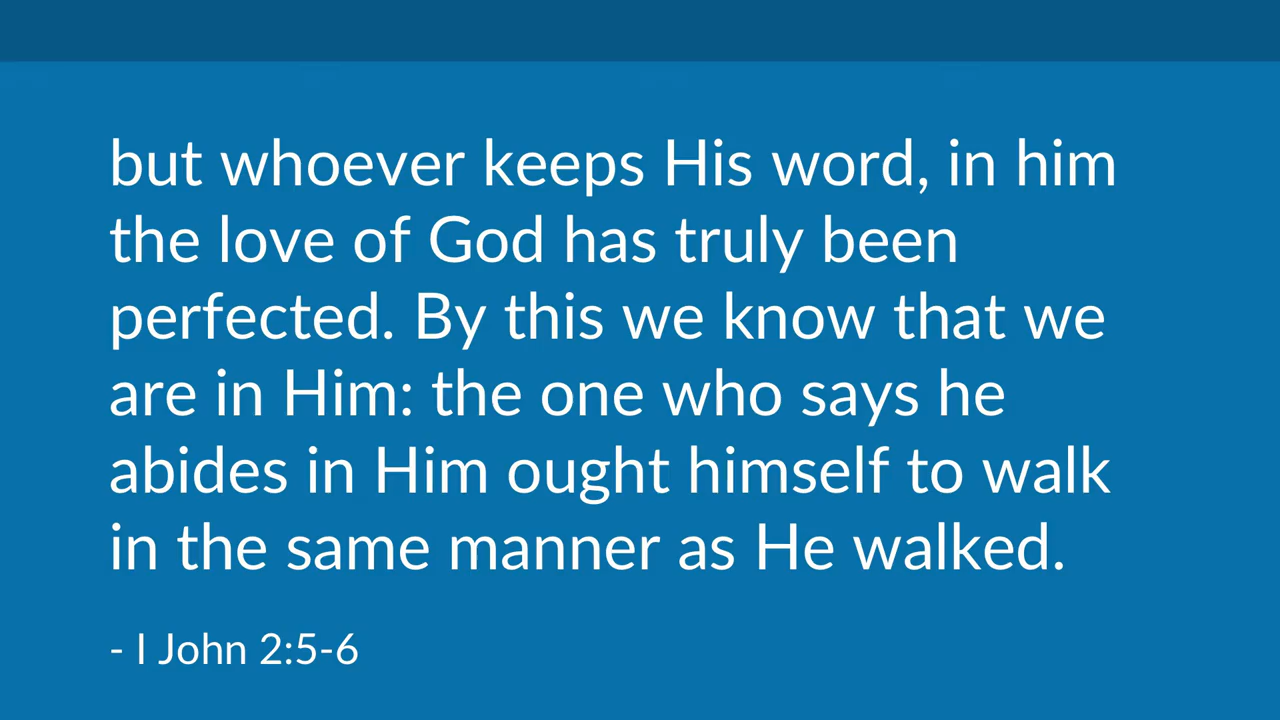 but whoever keeps His word, in him
the love of God has truly been
perfected. By this we know that we
are in Him: the one who says he
abides in Him ought himself to walk
in the same manner as He walked.
- I John 2:5-6